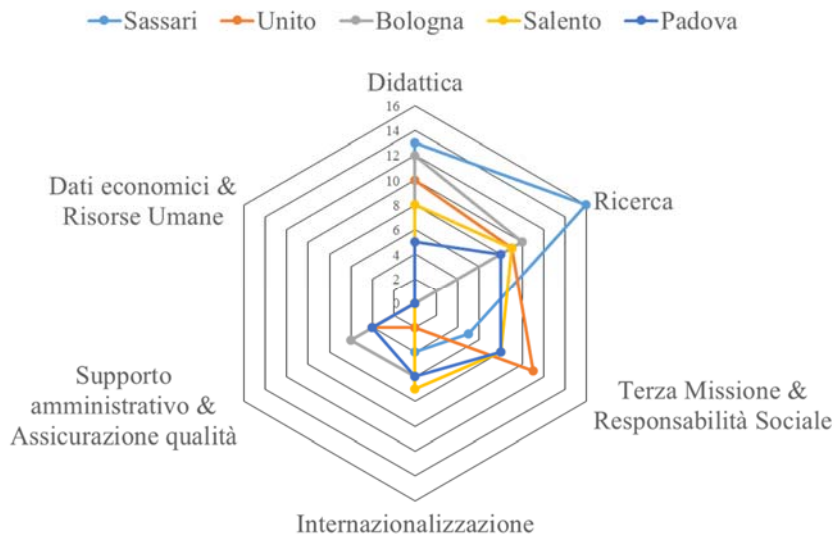 Sassari Unito Bologna Salento Padova
Didattica
16
14
12
10
8
6
4
2
0
Dati economici &
Risorse Umane
Ricerca
Supporto
amministrativo &
Assicurazione qualità
Terza Missione &
Responsabilità Sociale
Internazionalizzazione